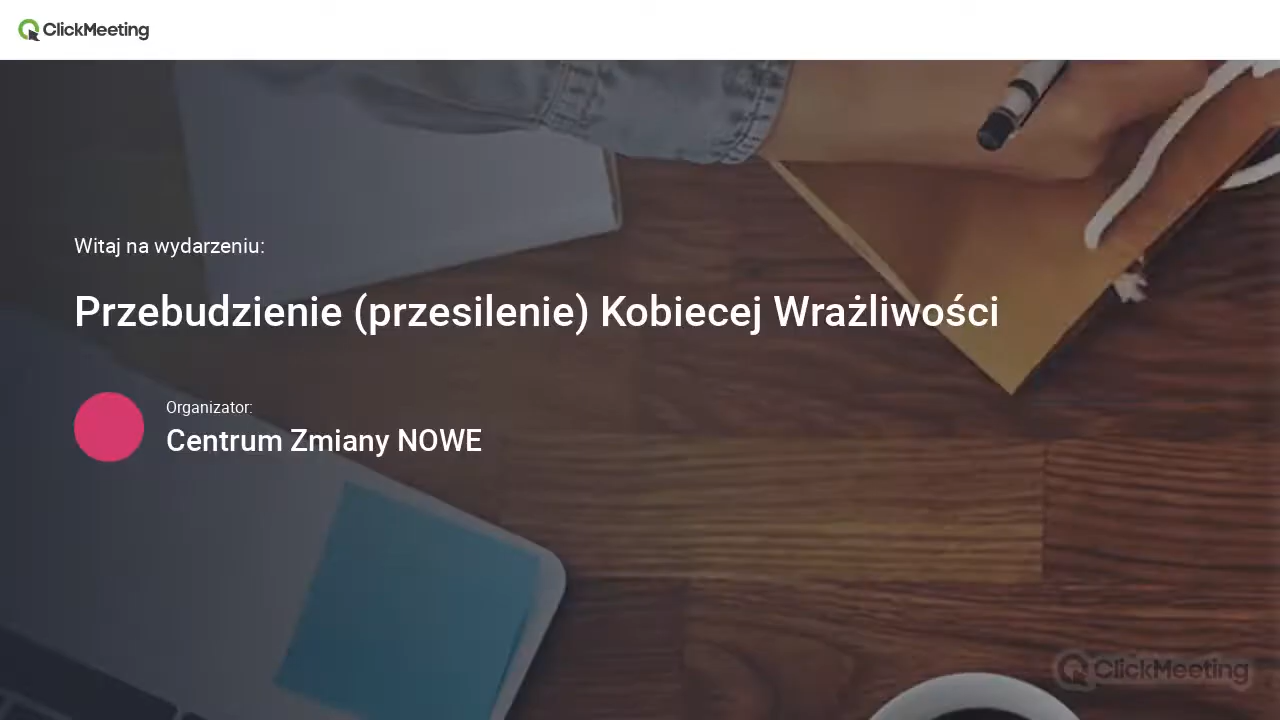 ClickMeeting
Witaj na wydarzeniu:
Przebudzienie (przesilenie) Kobiecej Wrażliwości
Organizator:
Centrum Zmiany NOWE
ClickMeeting